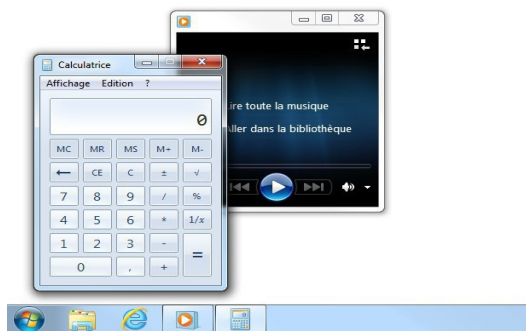 Calculatrice
Affichage Edition ?
0
MC MR MS M+ M-
← CE C ± √
7 8 9 / %
4 5 6 * 1/x
1 2 3 - =
0 , +
ire toute la musique
Aller dans la bibliothèque